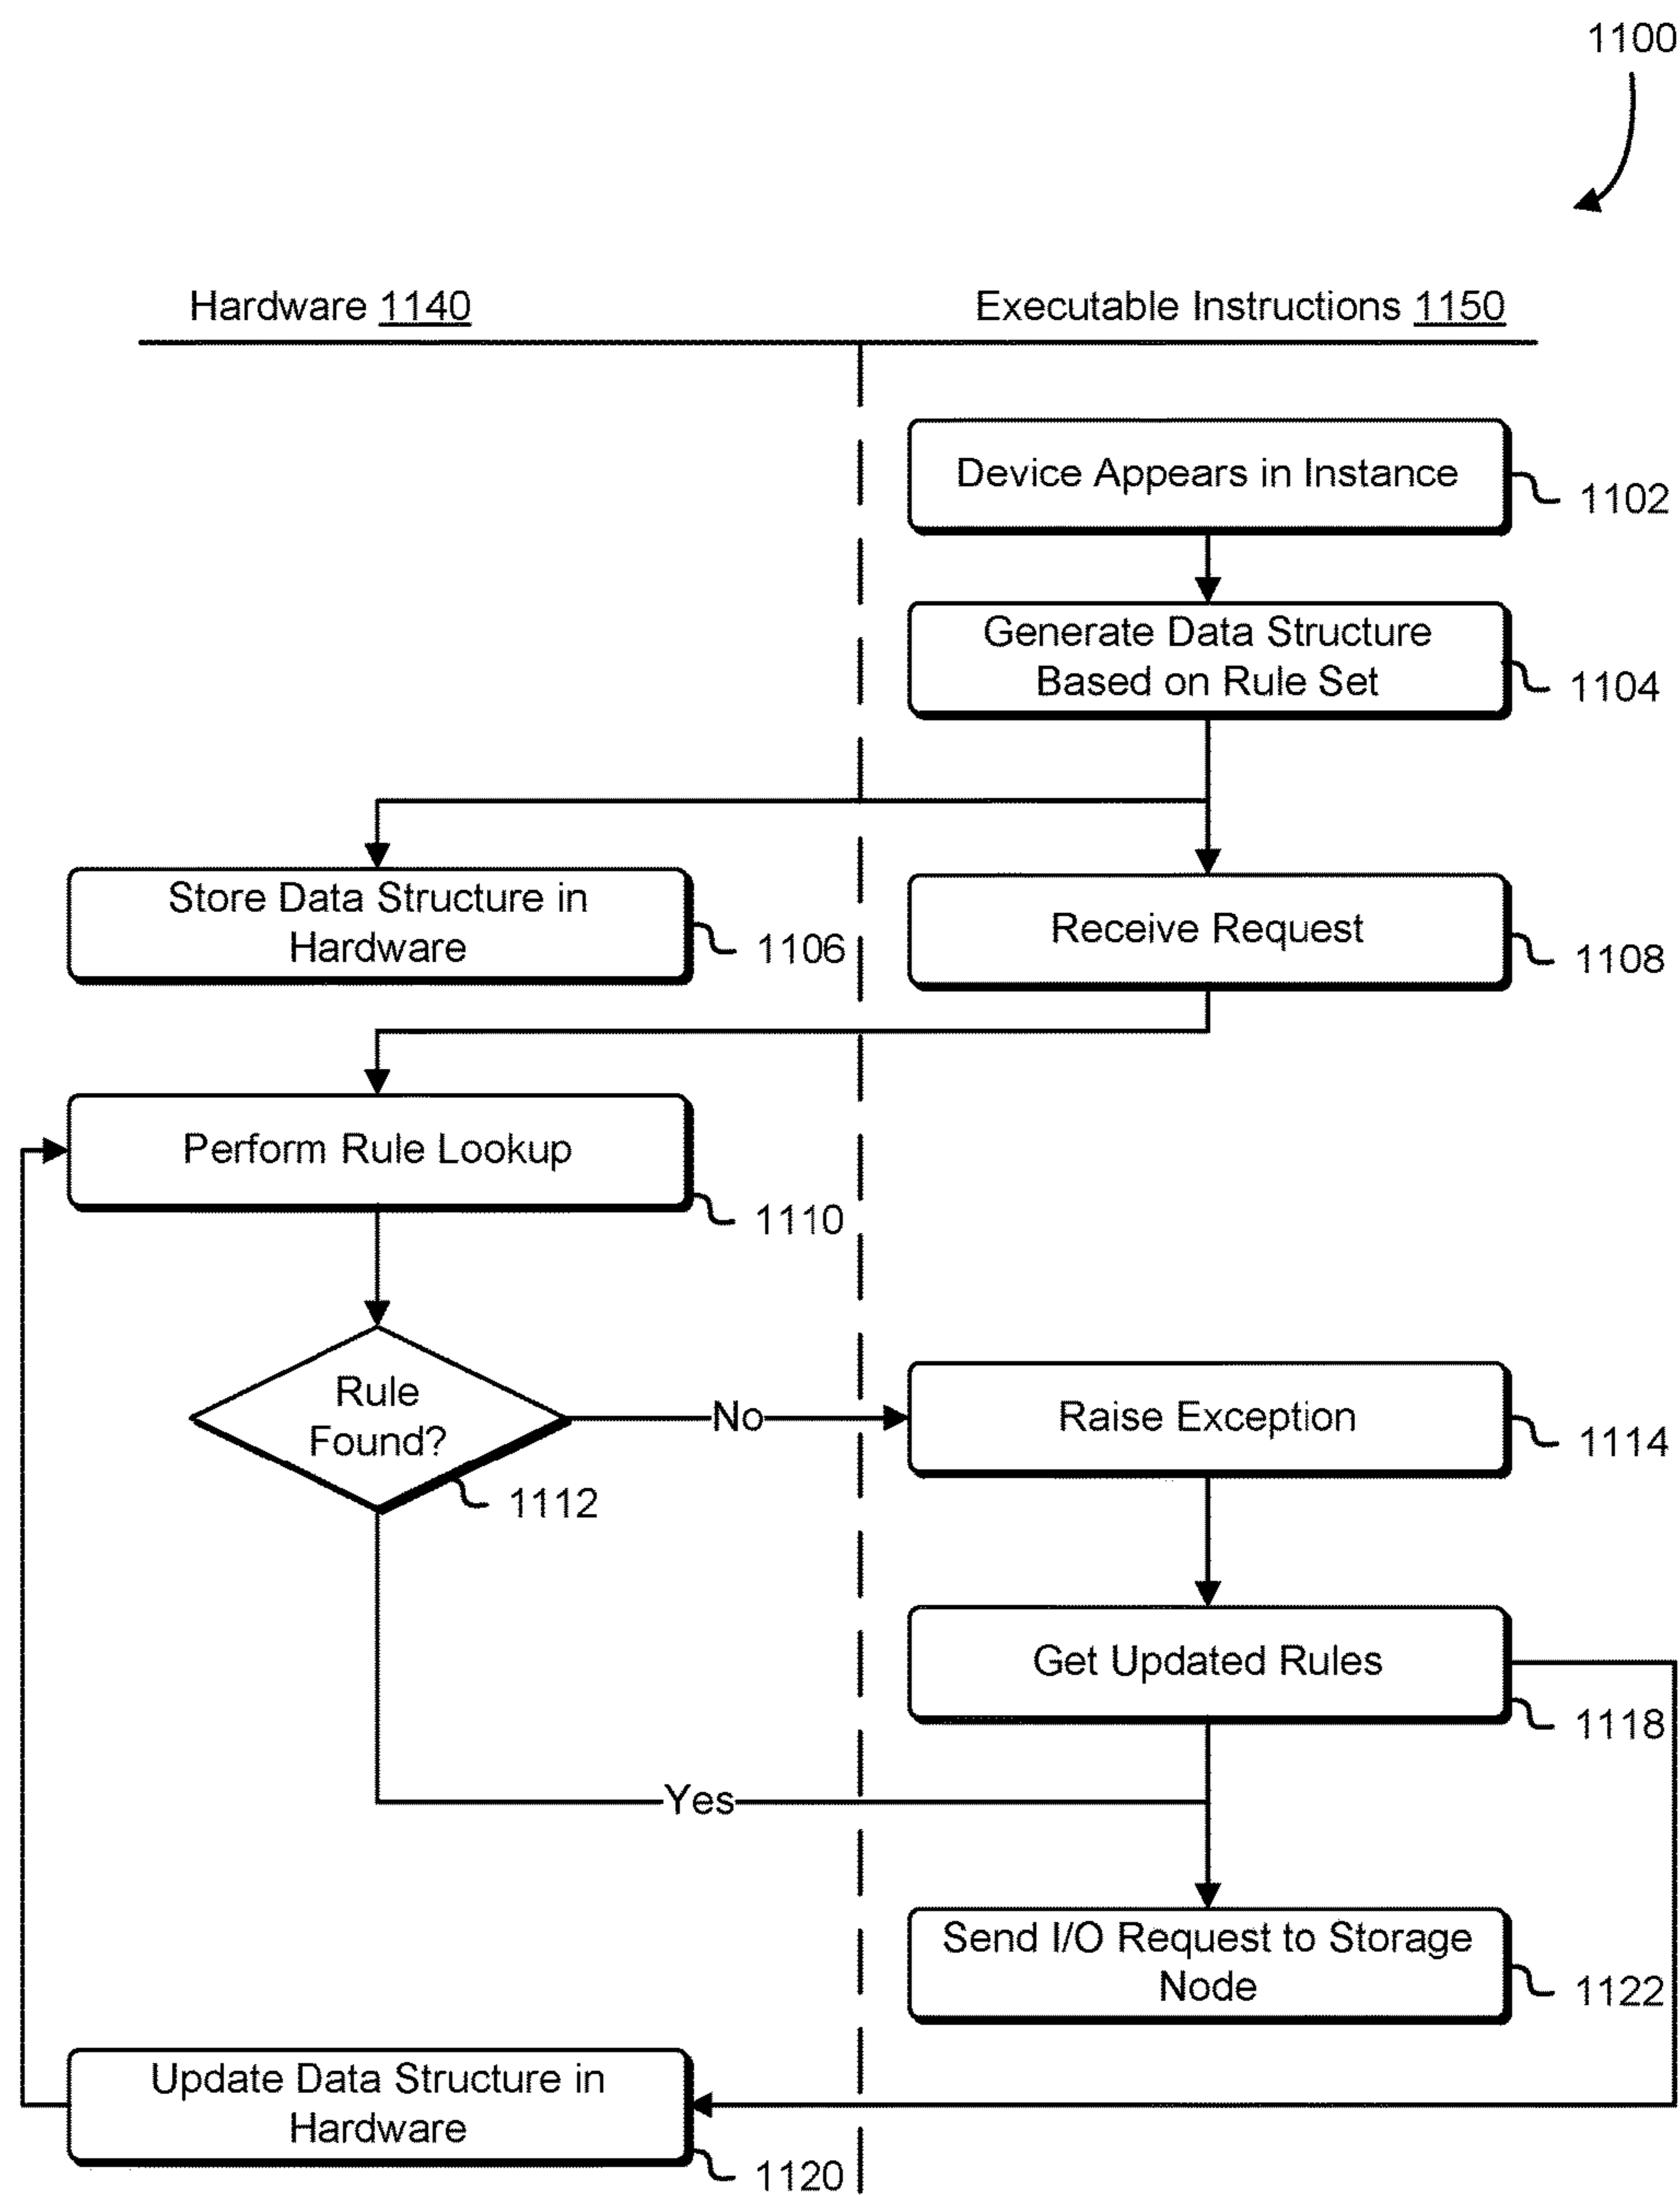 1100
Hardware 1140
Executable Instructions 1150
Device Appears in Instance
1102
Generate Data Structure
Based on Rule Set
1104
Store Data Structure in
Hardware
1106
Receive Request
1108
Perform Rule Lookup
1110
Rule
Found?
1112
No
Raise Exception
1114
Get Updated Rules
1118
Yes
Send I/O Request to Storage
Node
1122
Update Data Structure in
Hardware
1120